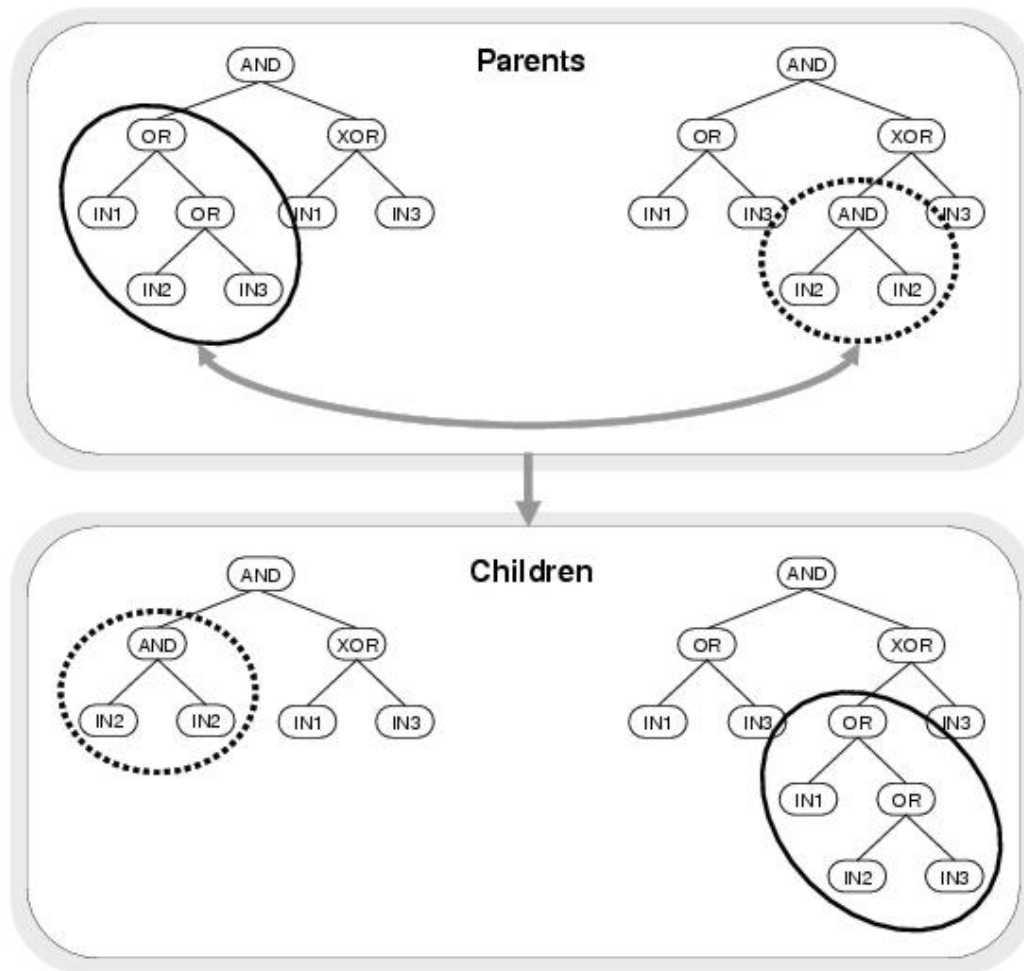 Parents
AND AND
OR XOR OR XOR
IN1 OR IN1 IN3 IN1 IN3 AND IN3
IN2 IN3 IN2 IN2
Children
AND AND
AND XOR OR XOR
IN2 IN2 IN1 IN3 IN1 IN3 OR IN3
IN1 OR
IN2 IN3